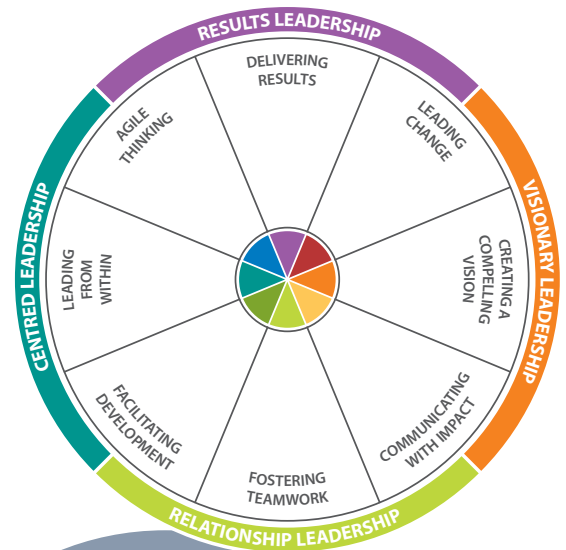 RESULTS LEADERSHIP
DELIVERING
RESULTS
LEADING
CHANGE
VISIONARY LEADERSHIP
CREATING A
COMPELLING
VISION
COMMUNICATING
WITH IMPACT
RELATIONSHIP LEADERSHIP
FOSTERING
TEAMWORK
FACILITATING
DEVELOPMENT
CENTRED LEADERSHIP
LEADING
FROM
WITHIN
AGILE
THINKING